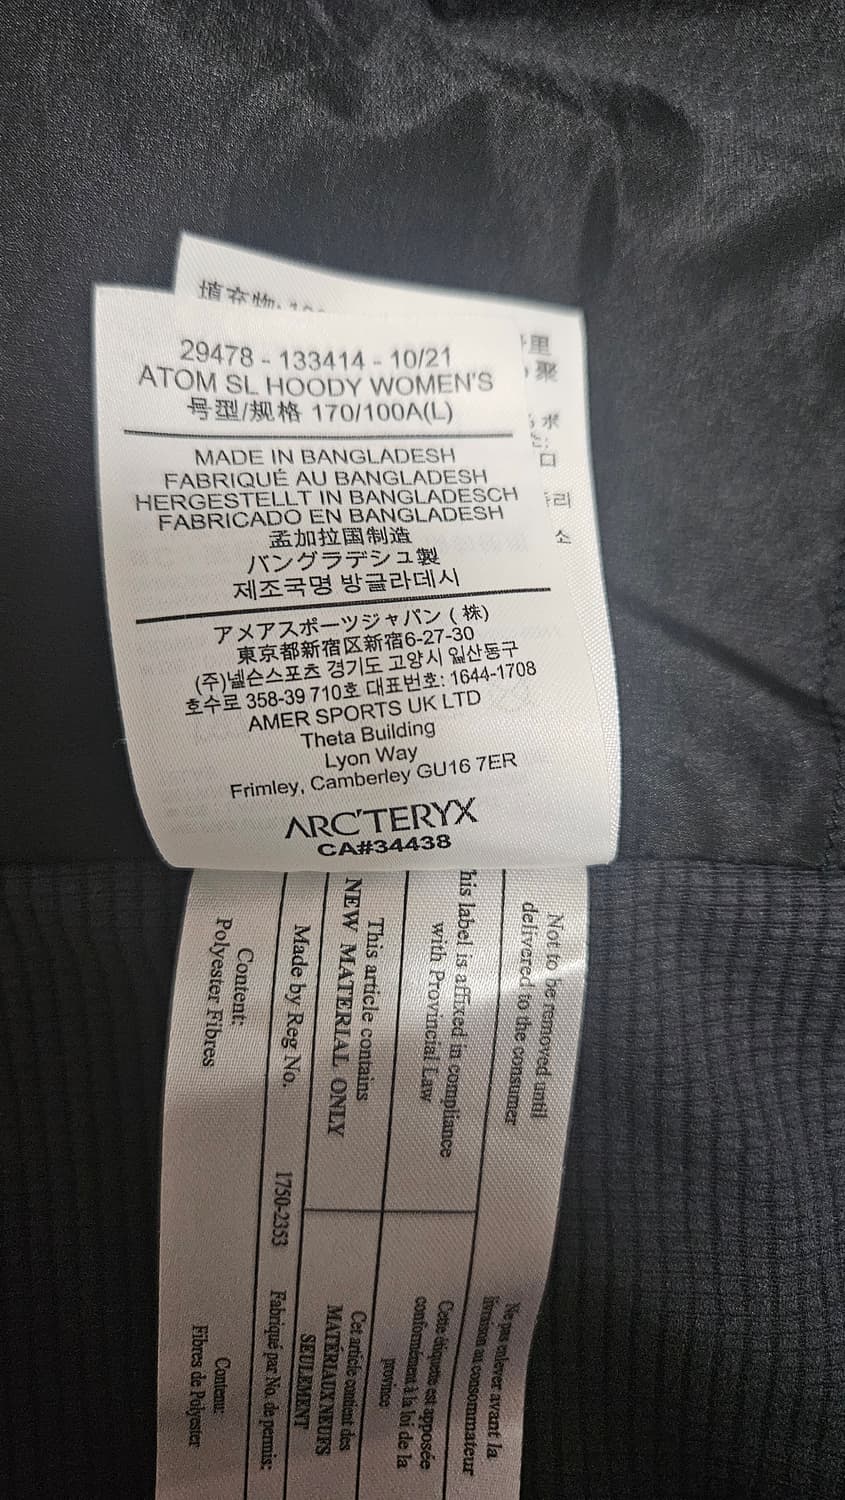 填充物:
29478 - 133414 - 10/21
ATOM SL HOODY WOMEN'S
号型/规格 170/100A(L)
MADE IN BANGLADESH
FABRIQUÉ AU BANGLADESH
HERGESTELLT IN BANGLADESCH
FABRICADO EN BANGLADESH
孟加拉国制造
バングラデシュ製
제조국명 방글라데시
アメアスポーツジャパン (株)
東京都新宿区新宿6-27-30
(주)넬슨스포츠 경기도 고양시 일산동구
호수로 358-39 710호 대표번호: 1644-1708
AMER SPORTS UK LTD
Theta Building
Lyon Way
Frimley, Camberley GU16 7ER
ARC'TERYX
CA#34438
里
聚
口
리
소
Not to be removed until
delivered to the consumer
his label is affixed in compliance
with Provincial Law
This article contains
NEW MATERIAL ONLY
Made by Reg No.
1750-2353
Content:
Polyester Fibres
Ne pas enlever avant la
livraison au consommateur
Cette étiquette est apposée
conformément à la loi de la
province:
Cet article contient des
MATÉRIAUX NEUFS
SEULEMENT
Fabriqué par No. de permis:
Contenu:
Fibres de Polyester